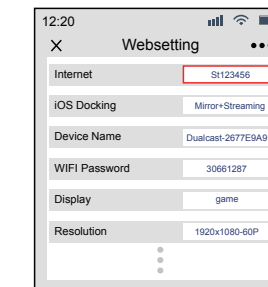 12:20
X Websetting •••
Internet St123456
iOS Docking Mirror+Streaming
Device Name Dualcast-2677E9A9
WIFI Password 30661287
Display game
Resolution 1920x1080-60P